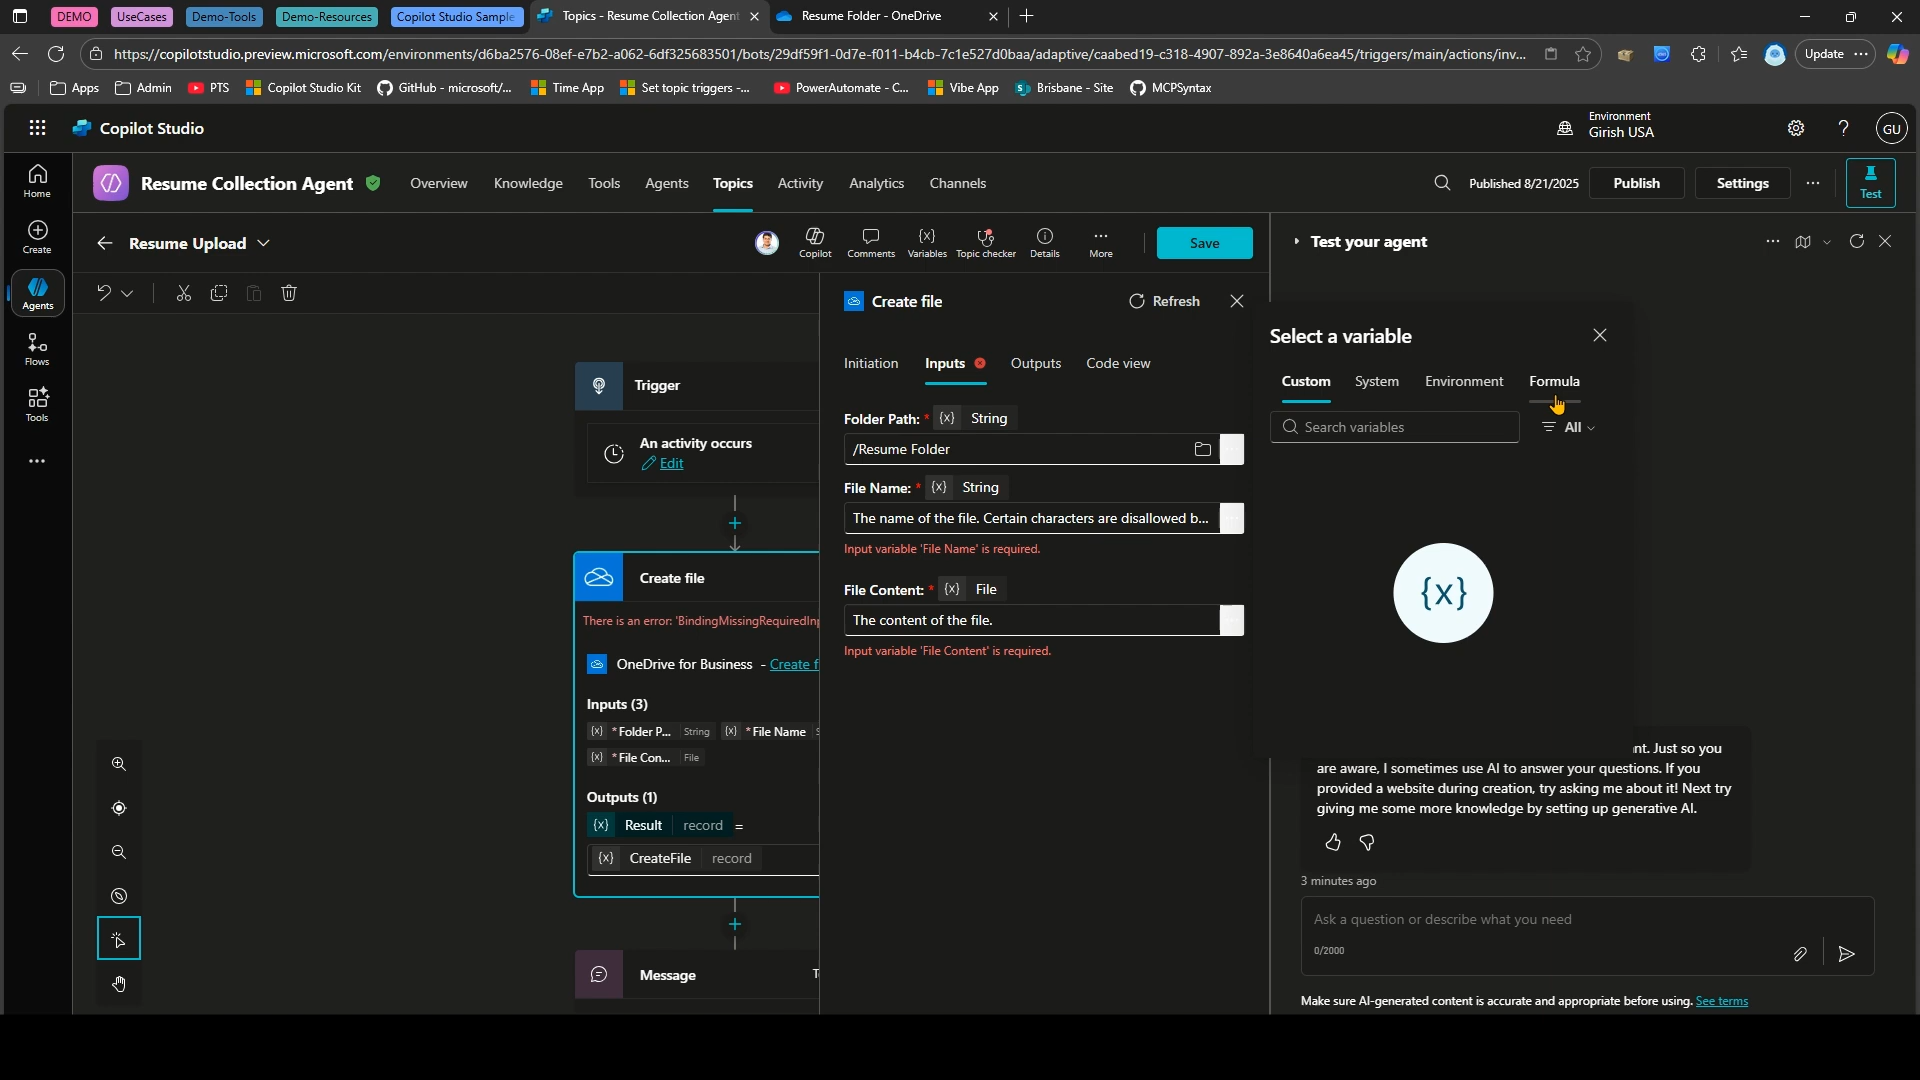 DEMO UseCases Demo-Tools Demo-Resources Copilot Studio Sample Topics - Resume Collection Agent Resume Folder - OneDrive
https://copilotstudio.preview.microsoft.com/environments/d6ba2576-08ef-e7b2-a062-6df325683501/bots/29df59f1-0d7e-f011-b4cb-7c1e527d0baa/adaptive/caabed19-c318-4907-892a-3e8640a6ea45/triggers/main/actions/inv... Update
Apps Admin PTS Copilot Studio Kit GitHub - microsoft/... Time App Set topic triggers -... PowerAutomate - C... Vibe App Brisbane - Site MCPSyntax
Copilot Studio
Environment
Girish USA
GU
Home
Create
Agents
Flows
Tools
Resume Collection Agent Overview Knowledge Tools Agents Topics Activity Analytics Channels Published 8/21/2025 Publish Settings Test
Resume Upload Copilot Comments Variables Topic checker Details More Save
Trigger
An activity occurs
Edit
Create file
There is an error: 'BindingMissingRequiredInp
OneDrive for Business - Create f
Inputs (3)
{x} * Folder P... String {x} * File Name S
{x} * File Con... File
Outputs (1)
{x} Result record =
{x} CreateFile record
Message
Create file Refresh
Initiation Inputs Outputs Code view
Folder Path: * {x} String
/Resume Folder
File Name: * {x} String
The name of the file. Certain characters are disallowed b...
Input variable 'File Name' is required.
File Content: * {x} File
The content of the file.
Input variable 'File Content' is required.
Test your agent
Select a variable
Custom System Environment Formula
Search variables All
{x}
nt. Just so you
are aware, I sometimes use AI to answer your questions. If you
provided a website during creation, try asking me about it! Next try
giving me some more knowledge by setting up generative AI.
3 minutes ago
Ask a question or describe what you need
0/2000
Make sure AI-generated content is accurate and appropriate before using. See terms